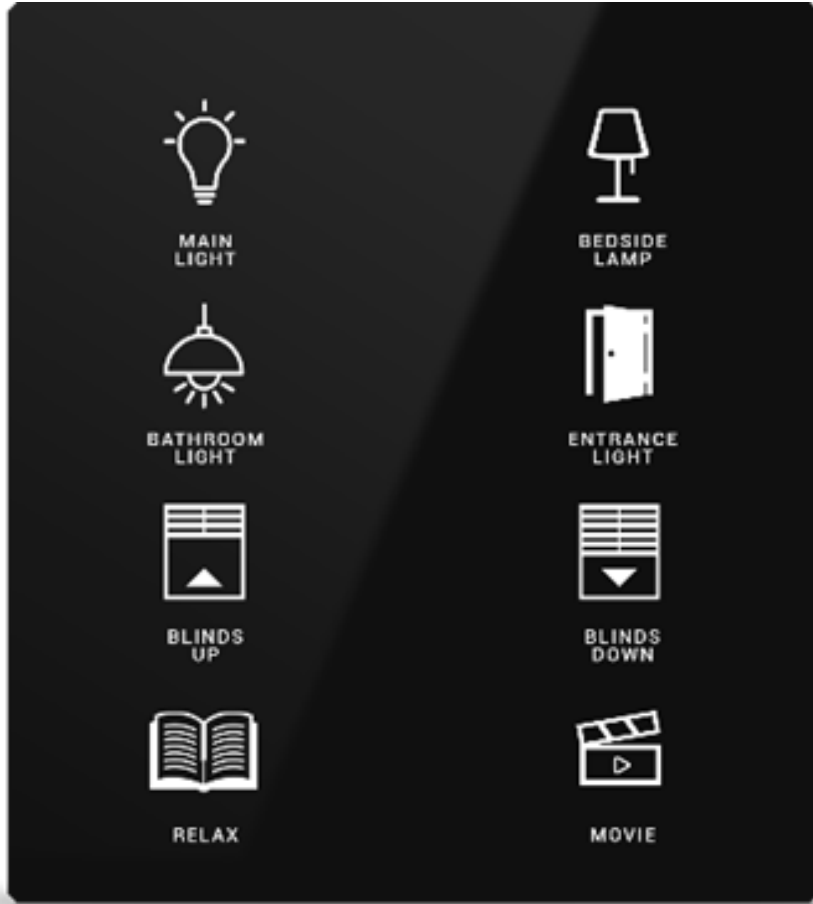 MAIN
LIGHT
BEDSIDE
LAMP
BATHROOM
LIGHT
ENTRANCE
LIGHT
BLINDS
UP
BLINDS
DOWN
RELAX
MOVIE